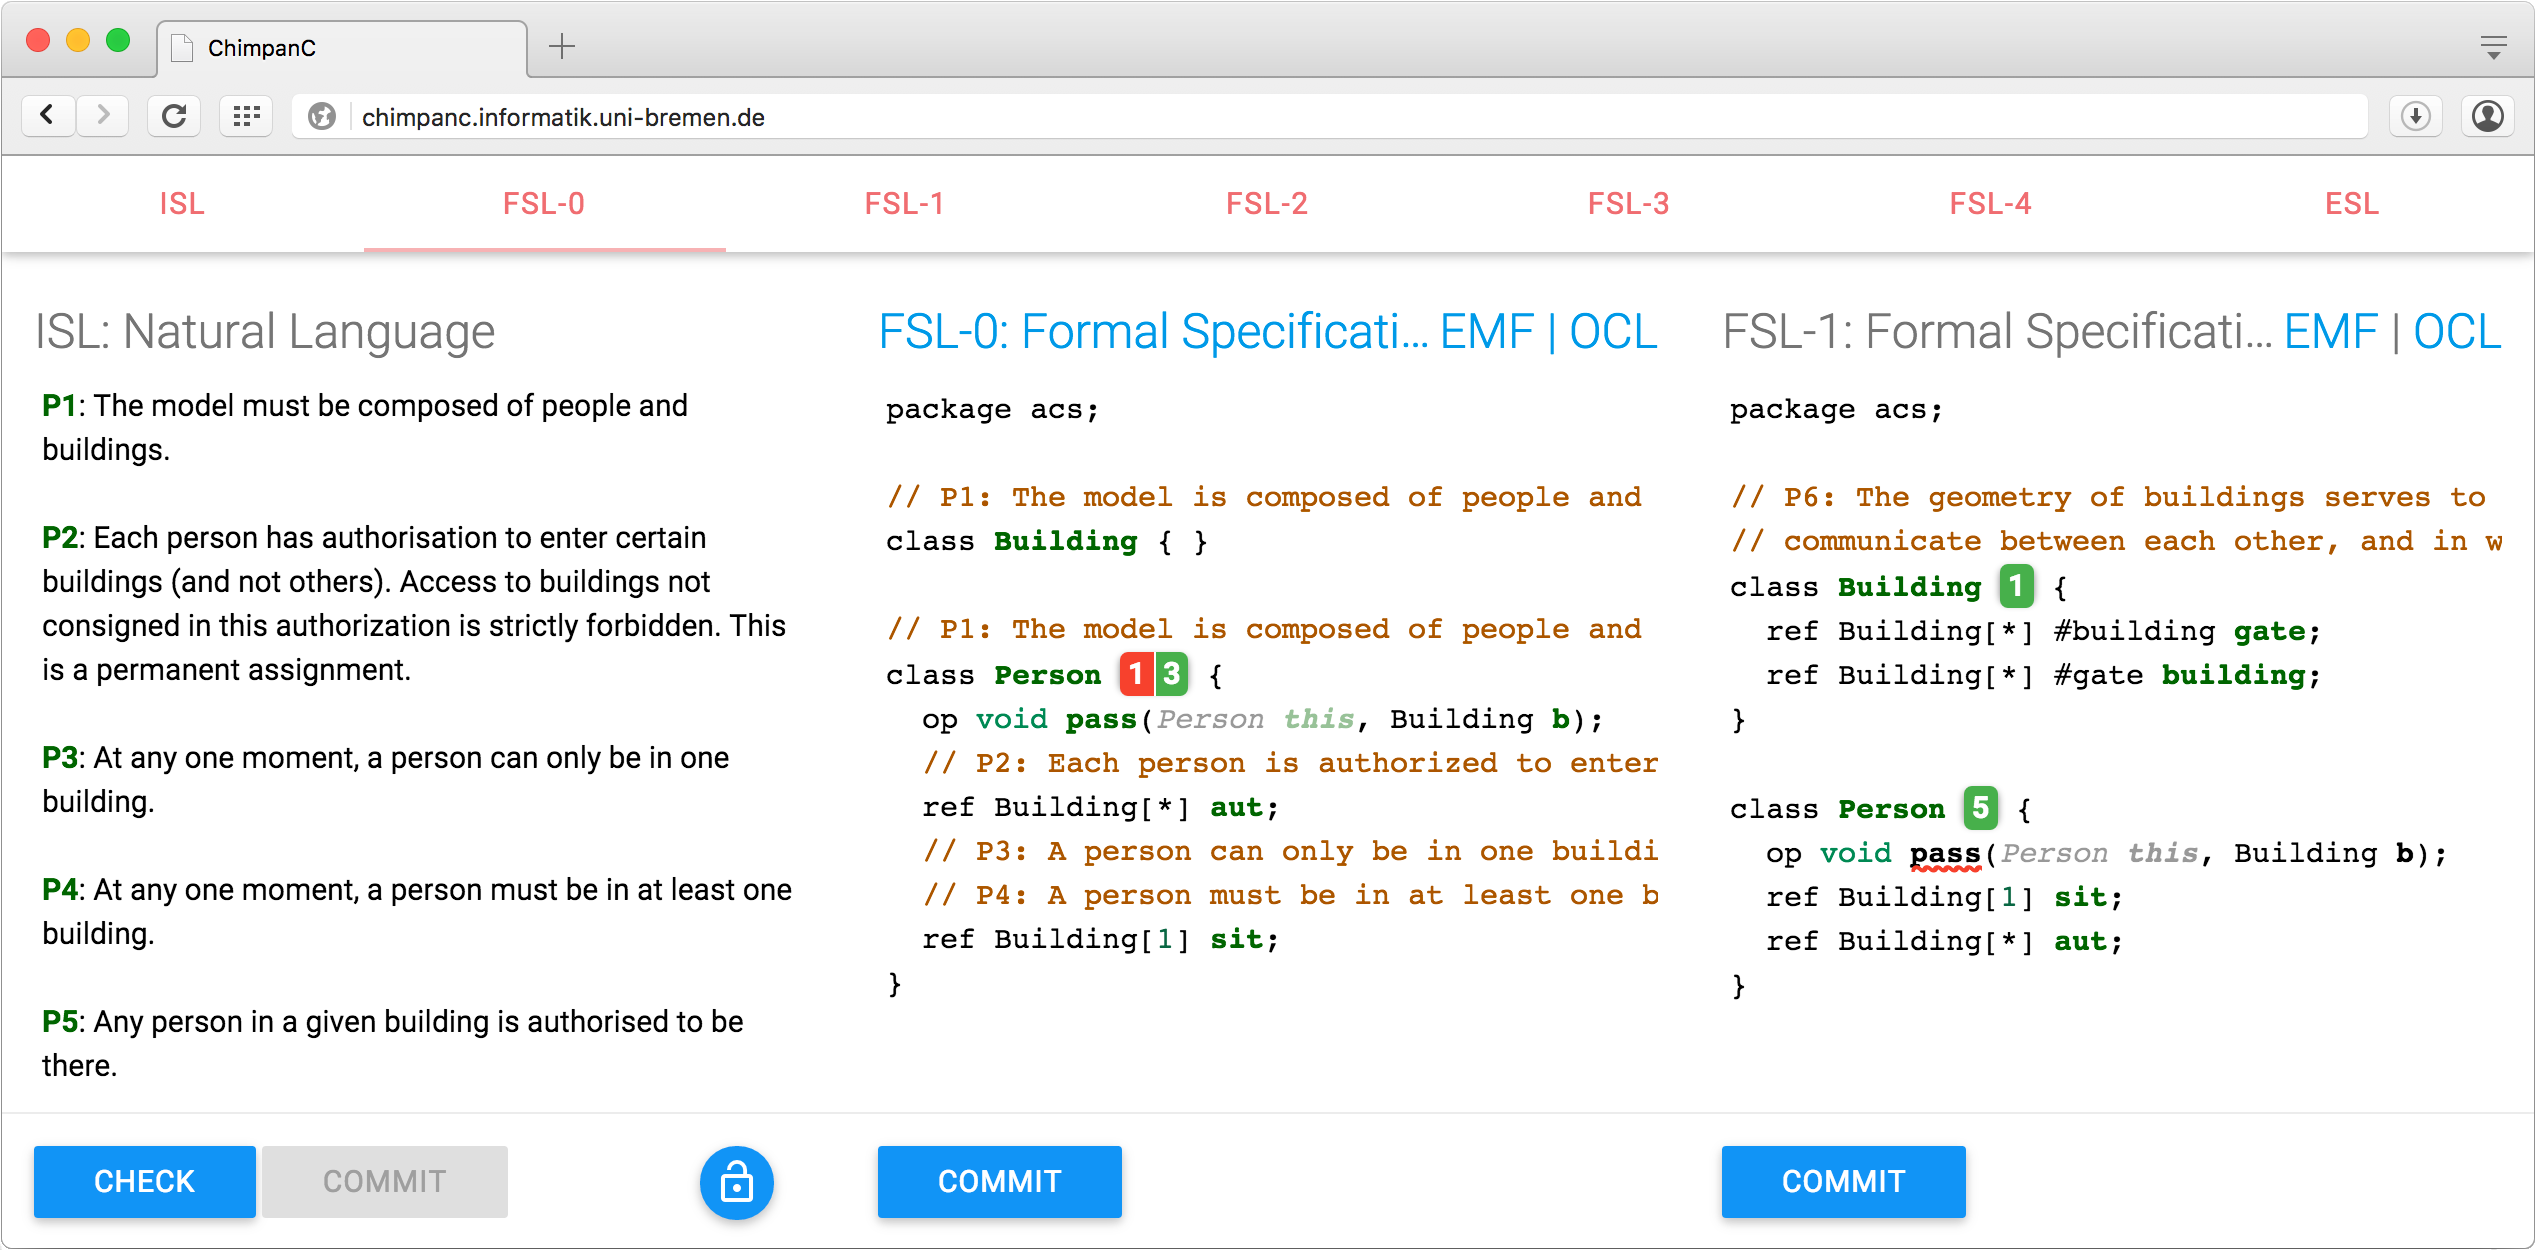 ChimpanC
chimpanc.informatik.uni-bremen.de
ISL FSL-0 FSL-1 FSL-2 FSL-3 FSL-4 ESL
ISL: Natural Language
P1: The model must be composed of people and
buildings.
P2: Each person has authorisation to enter certain
buildings (and not others). Access to buildings not
consigned in this authorization is strictly forbidden. This
is a permanent assignment.
P3: At any one moment, a person can only be in one
building.
P4: At any one moment, a person must be in at least one
building.
P5: Any person in a given building is authorised to be
there.
CHECK COMMIT
FSL-0: Formal Specificati... EMF | OCL
package acs;
// P1: The model is composed of people and
class Building { }
// P1: The model is composed of people and
class Person 1 3 {
op void pass(Person this, Building b);
// P2: Each person is authorized to enter
ref Building[*] aut;
// P3: A person can only be in one buildi
// P4: A person must be in at least one b
ref Building[1] sit;
}
COMMIT
FSL-1: Formal Specificati... EMF | OCL
package acs;
// P6: The geometry of buildings serves to
// communicate between each other, and in w
class Building 1 {
ref Building[*] #building gate;
ref Building[*] #gate building;
}
class Person 5 {
op void pass(Person this, Building b);
ref Building[1] sit;
ref Building[*] aut;
}
COMMIT